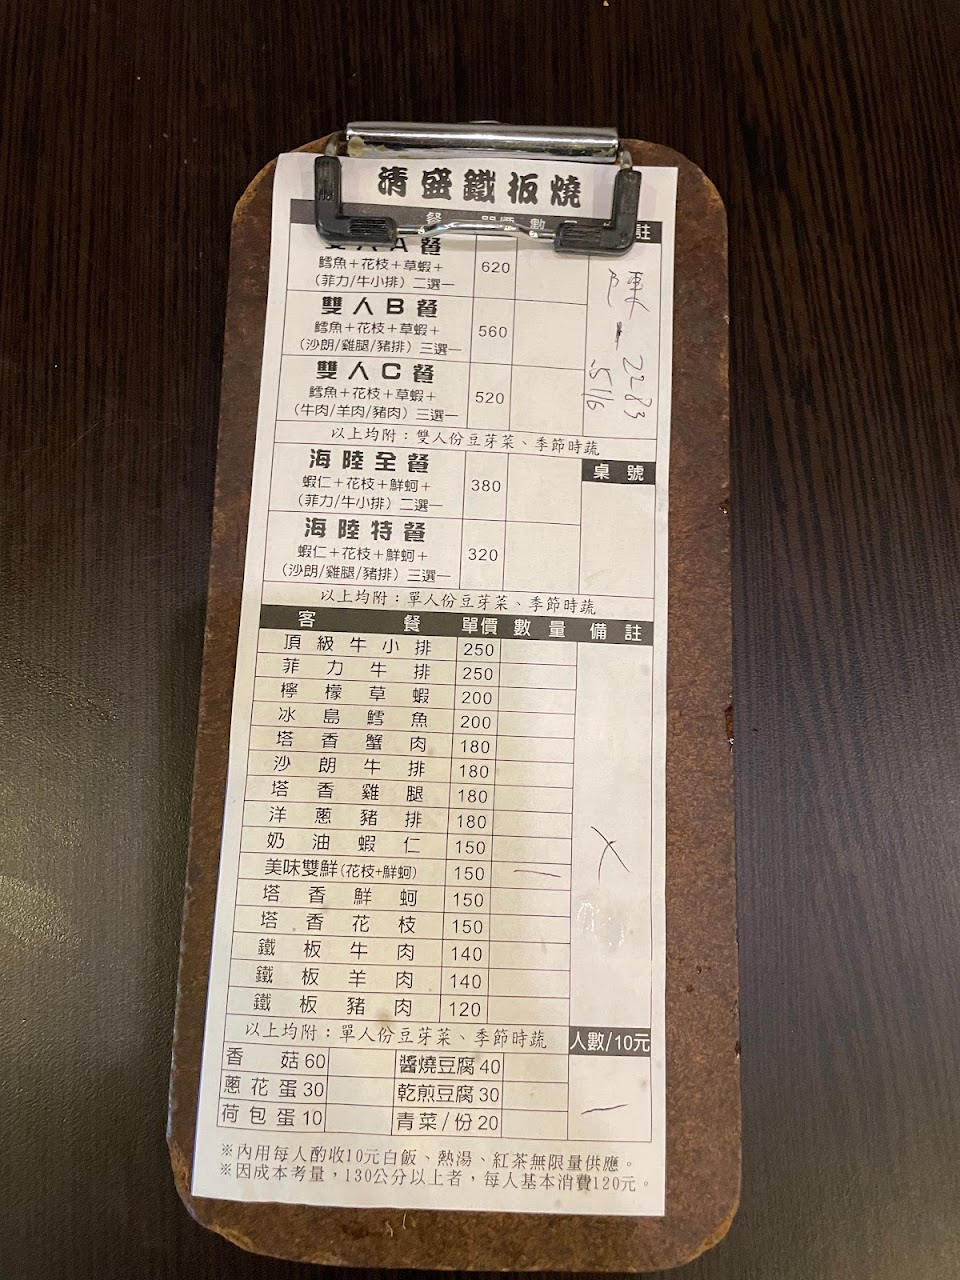 清盛鐵板燒
餐 單價 數 註
雙人A餐
鱈魚+花枝+草蝦+
(菲力/牛小排) 二選一
620
雙人B餐
鱈魚+花枝+草蝦+
(沙朗/雞腿/豬排) 三選一
560
雙人C餐
鱈魚+花枝+草蝦+
(牛肉/羊肉/豬肉) 三選一
520
陳
2283
5/6
以上均附：雙人份豆芽菜、季節時蔬
桌號
海陸全餐
蝦仁+花枝+鮮蚵+
(菲力/牛小排) 二選一
380
海陸特餐
蝦仁+花枝+鮮蚵+
(沙朗/雞腿/豬排) 三選一
320
以上均附：單人份豆芽菜、季節時蔬
客餐 單價 數量 備註
頂級牛小排 250
菲力牛排 250
檸檬草蝦 200
冰島鱈魚 200
塔香蟹肉 180
沙朗牛排 180
塔香雞腿 180
洋蔥豬排 180
奶油蝦仁 150
美味雙鮮(花枝+鮮蚵) 150 一
塔香鮮蚵 150
塔香花枝 150
鐵板牛肉 140
鐵板羊肉 140
鐵板豬肉 120
以上均附：單人份豆芽菜、季節時蔬
人數/10元
一
香菇60 醬燒豆腐40
蔥花蛋30 乾煎豆腐30
荷包蛋10 青菜/份20
※內用每人酌收10元白飯、熱湯、紅茶無限量供應。
※因成本考量，130公分以上者，每人基本消費120元。